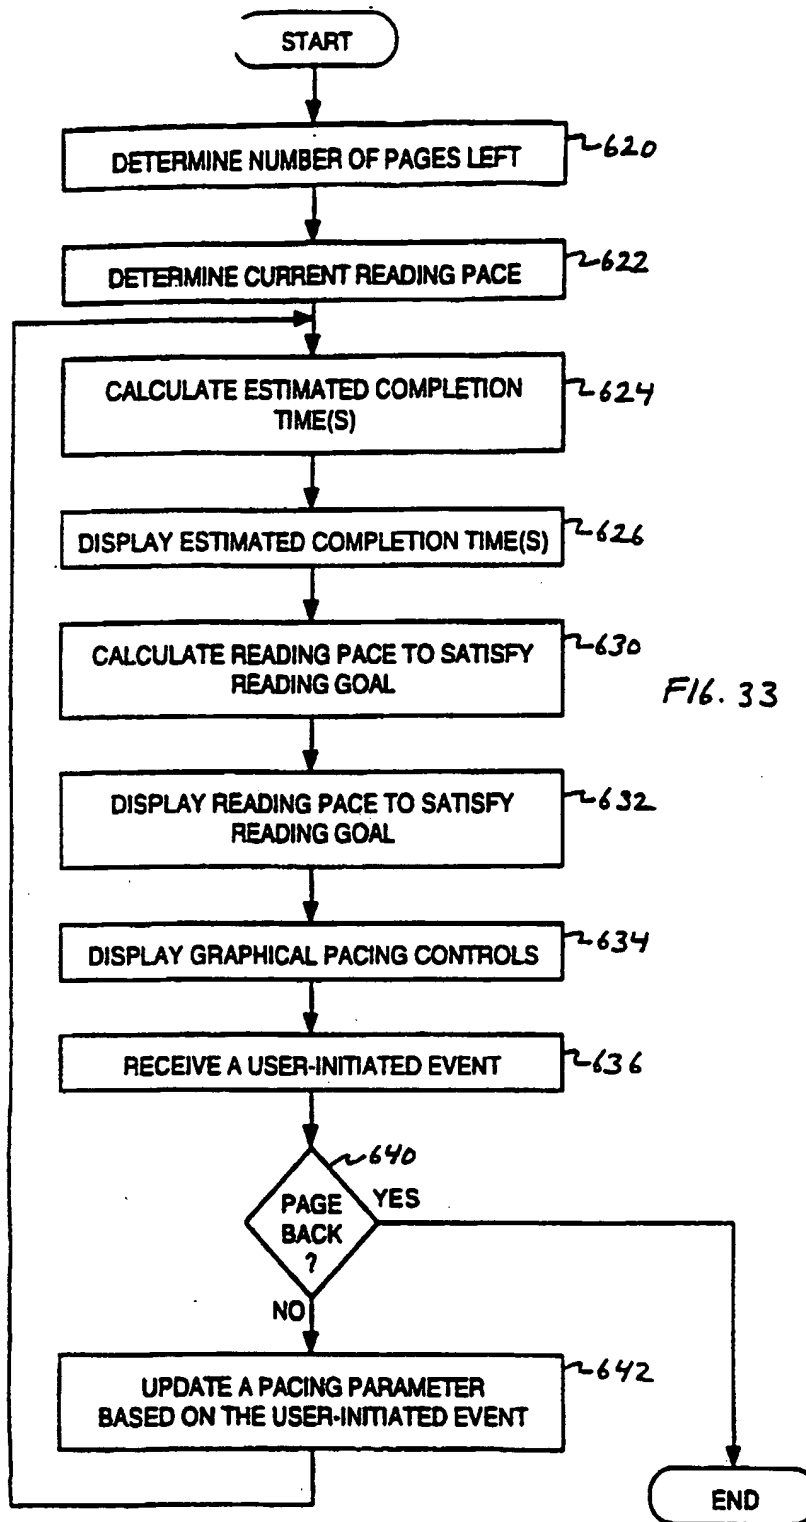 START
DETERMINE NUMBER OF PAGES LEFT
620
DETERMINE CURRENT READING PACE
622
CALCULATE ESTIMATED COMPLETION
TIME(S)
624
DISPLAY ESTIMATED COMPLETION TIME(S)
626
CALCULATE READING PACE TO SATISFY
READING GOAL
630
FIG. 33
DISPLAY READING PACE TO SATISFY
READING GOAL
632
DISPLAY GRAPHICAL PACING CONTROLS
634
RECEIVE A USER-INITIATED EVENT
636
640
PAGE
BACK
?
YES
NO
UPDATE A PACING PARAMETER
BASED ON THE USER-INITIATED EVENT
642
END